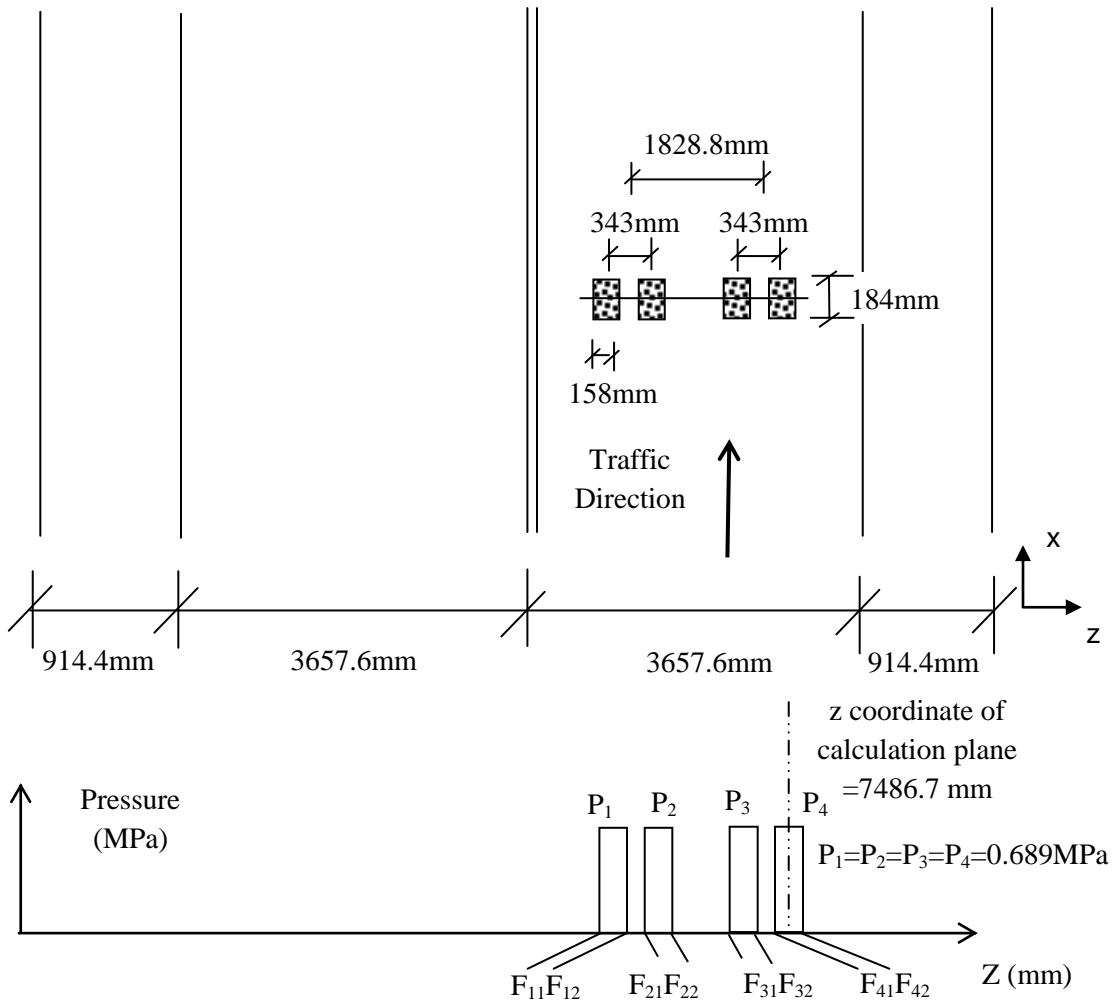 1828.8mm
343mm 343mm
184mm
158mm
Traffic
Direction
x
z
914.4mm 3657.6mm 3657.6mm 914.4mm
z coordinate of
calculation plane
=7486.7 mm
Pressure
(MPa)
P₁ P₂ P₃ P₄
P₁=P₂=P₃=P₄=0.689MPa
Z (mm)
F₁₁F₁₂ F₂₁F₂₂ F₃₁F₃₂ F₄₁F₄₂